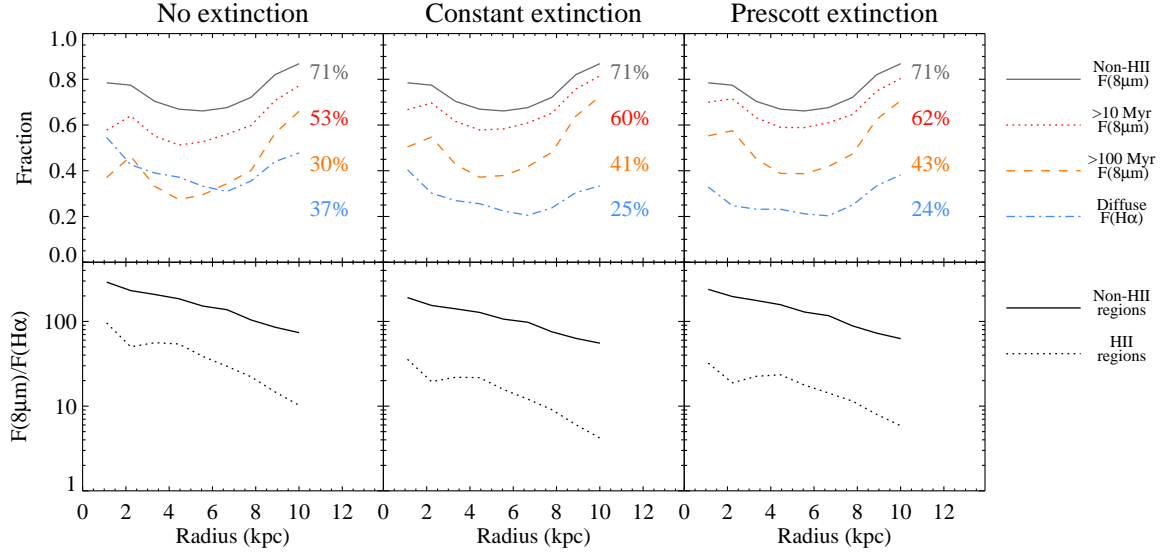 No extinction
Constant extinction
Prescott extinction
1.0
0.8
0.6
0.4
0.2
0.0
Fraction
71%
53%
30%
37%
71%
60%
41%
25%
71%
62%
43%
24%
Non-HII
F(8μm)
>10 Myr
F(8μm)
>100 Myr
F(8μm)
Diffuse
F(Hα)
100
10
1
F(8μm)/F(Hα)
Non-HII
regions
HII
regions
0 2 4 6 8 10 12
0 2 4 6 8 10 12
0 2 4 6 8 10 12
Radius (kpc)
Radius (kpc)
Radius (kpc)